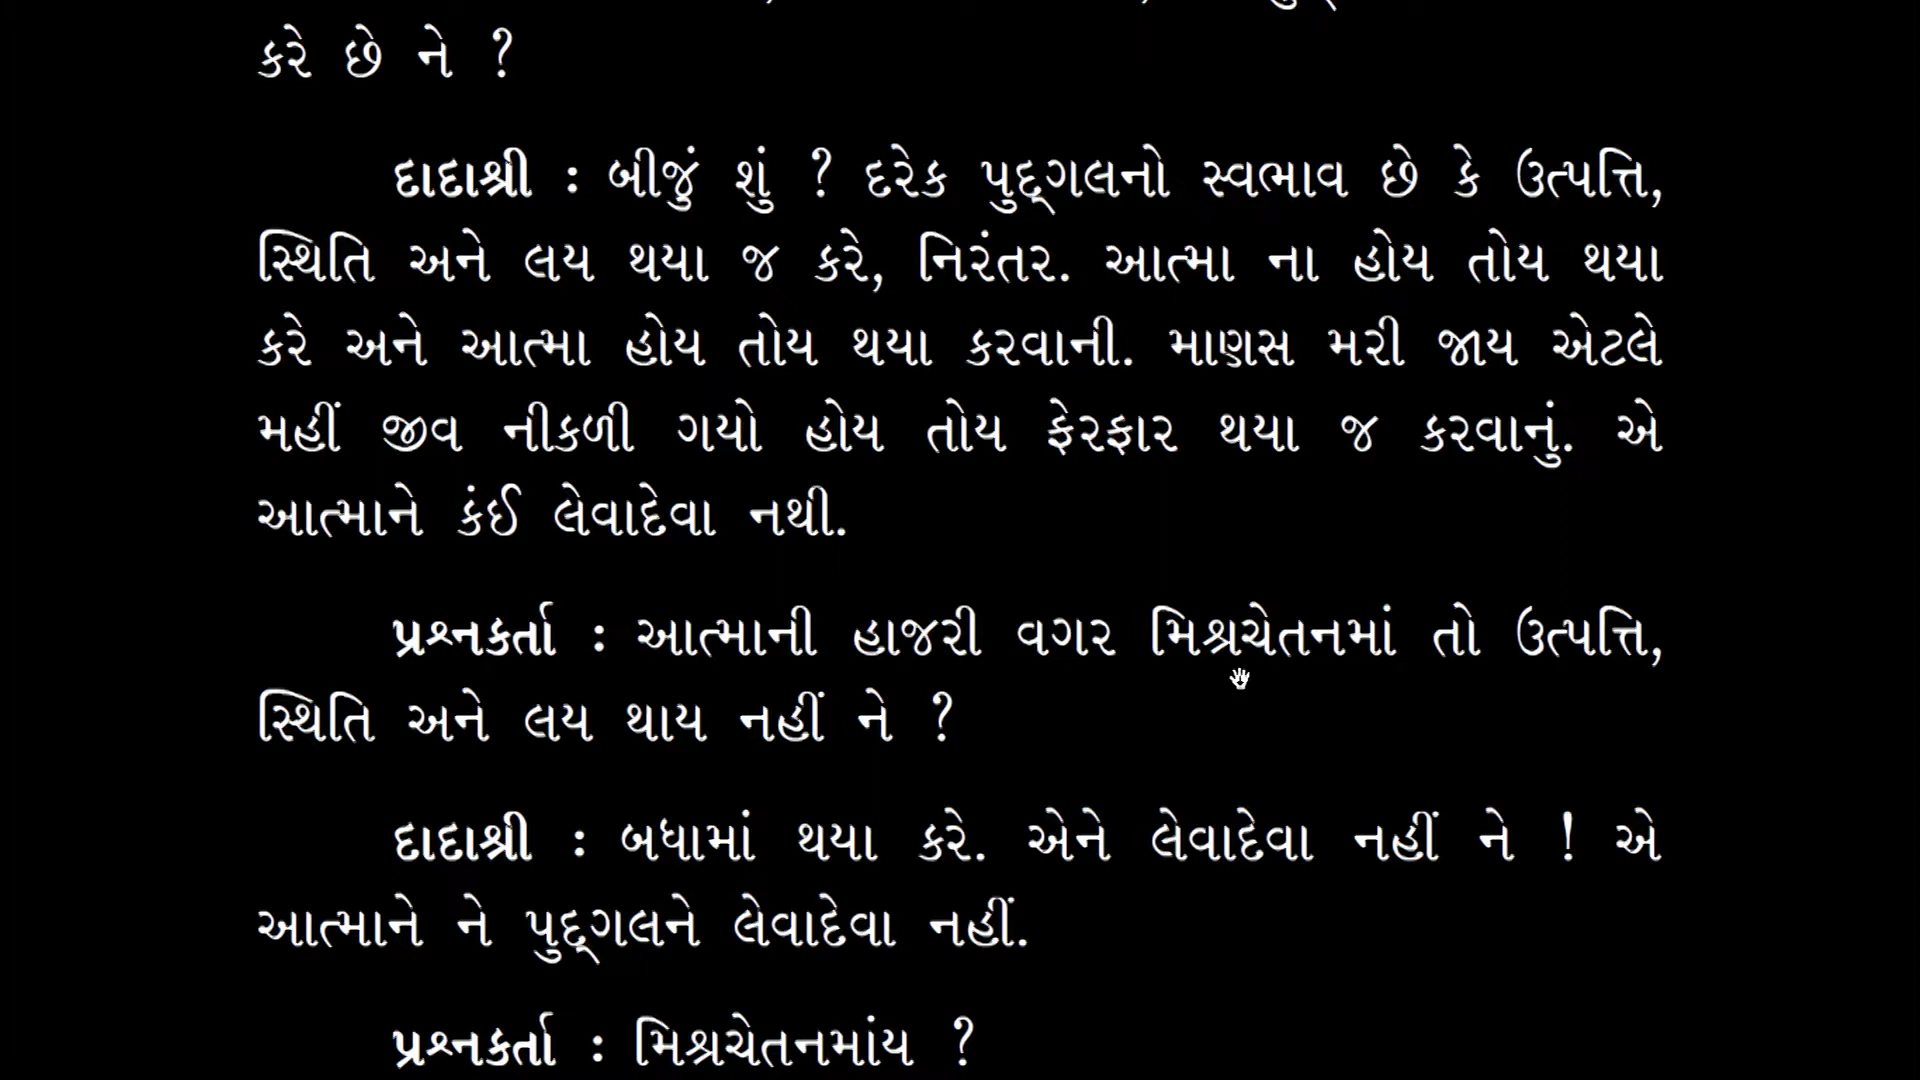 કરે છે ને ?
દાદાશ્રી : બીજું શું ? દરેક પુદ્ગલનો સ્વભાવ છે કે ઉત્પત્તિ,
સ્થિતિ અને લય થયા જ કરે, નિરંતર. આત્મા ના હોય તોય થયા
કરે અને આત્મા હોય તોય થયા કરવાની. માણસ મરી જાય એટલે
મહીં જીવ નીકળી ગયો હોય તોય ફેરફાર થયા જ કરવાનું. એ
આત્માને કંઈ લેવાદેવા નથી.
પ્રશ્નકર્તા : આત્માની હાજરી વગર મિશ્રચેતનમાં તો ઉત્પત્તિ,
સ્થિતિ અને લય થાય નહીં ને ?
દાદાશ્રી : બધામાં થયા કરે. એને લેવાદેવા નહીં ને ! એ
આત્માને ને પુદ્ગલને લેવાદેવા નહીં.
પ્રશ્નકર્તા : મિશ્રચેતનમાંય ?